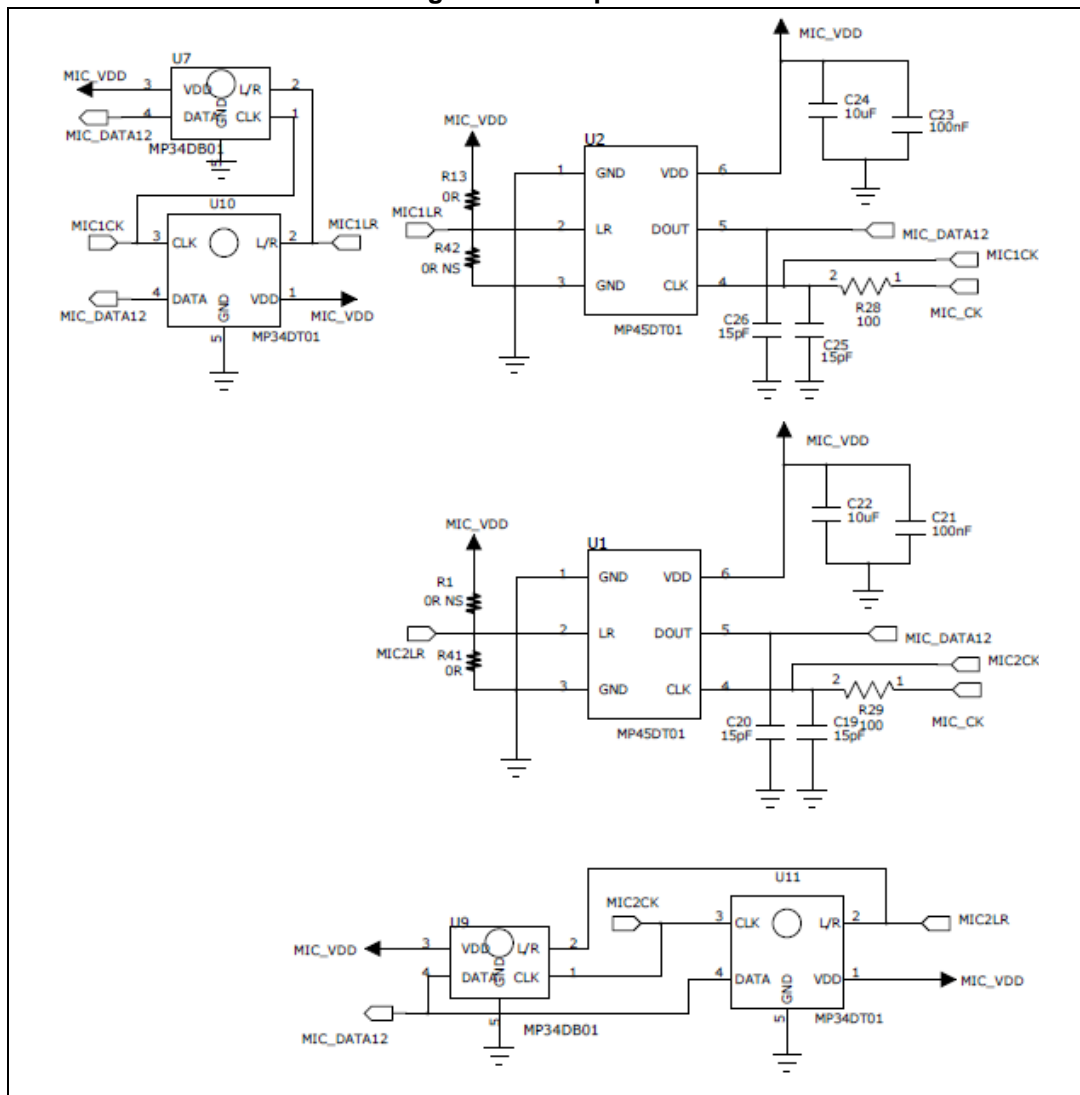 MIC_VDD
U7
3 VDD L/R 2
4 DATA CLK 1
GND
5
MIC_DATA12
MP34DB01
U10
MIC1CK
3 CLK L/R 2
MIC1LR
4 DATA VDD 1
GND
5
MIC_DATA12
MIC_VDD
MP34DT01
MIC_VDD
C24
10uF
C23
100nF
MIC_VDD
R13
0R
MIC1LR
R42
0R NS
U2
1 GND VDD 6
2 LR DOUT 5
3 GND CLK 4
MP45DT01
MIC_DATA12
MIC1CK
2 1
R28
100
MIC_CK
C26
15pF
C25
15pF
MIC_VDD
C22
10uF
C21
100nF
MIC_VDD
R1
0R NS
MIC2LR
R41
0R
U1
1 GND VDD 6
2 LR DOUT 5
3 GND CLK 4
MP45DT01
MIC_DATA12
MIC2CK
2 1
R29
100
MIC_CK
C20
15pF
C19
15pF
U11
MIC2CK
3 CLK L/R 2
MIC2LR
4 DATA VDD 1
GND
5
MIC_VDD
MP34DT01
U9
MIC_VDD
3 VDD L/R 2
4 DATA CLK 1
GND
5
MP34DB01
MIC_DATA12